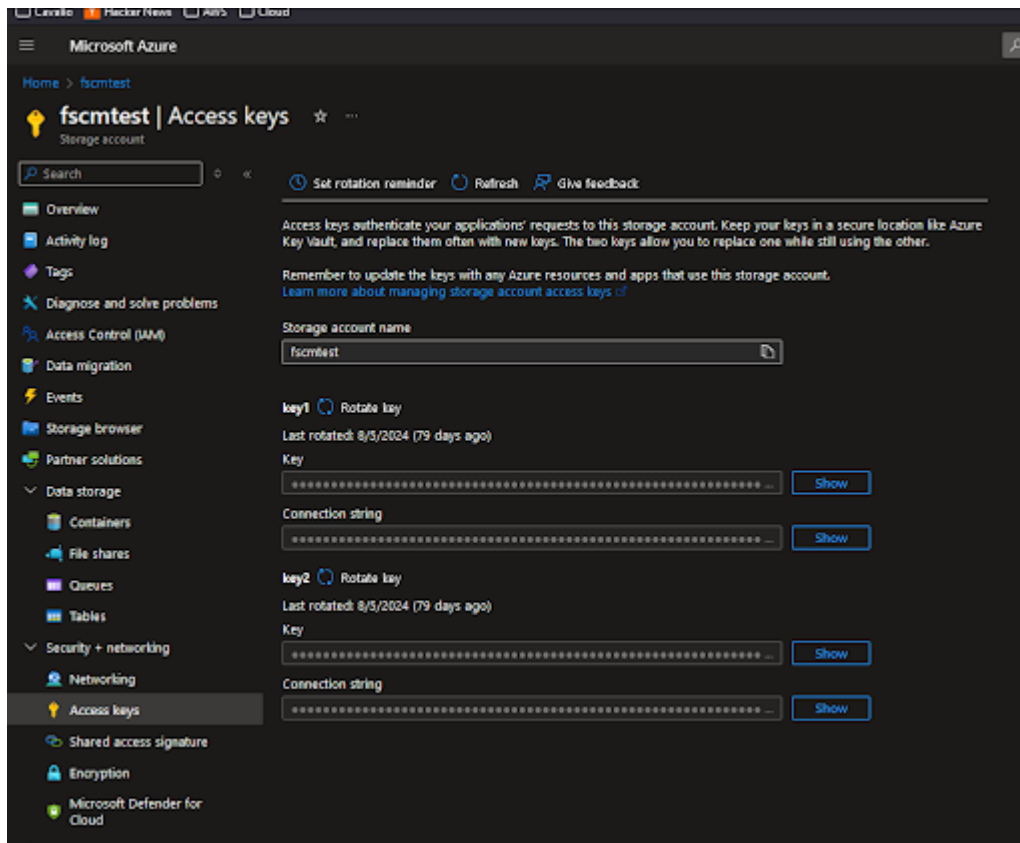 Cavallo Hacker News AWS Cloud
Microsoft Azure
Home > fscmtest
fscmtest | Access keys
Storage account
Search
Set rotation reminder Refresh Give feedback
Overview
Activity log
Tags
Diagnose and solve problems
Access Control (IAM)
Data migration
Events
Storage browser
Partner solutions
Data storage
Containers
File shares
Queues
Tables
Security + networking
Networking
Access keys
Shared access signature
Encryption
Microsoft Defender for
Cloud
Access keys authenticate your applications' requests to this storage account. Keep your keys in a secure location like Azure
Key Vault, and replace them often with new keys. The two keys allow you to replace one while still using the other.
Remember to update the keys with any Azure resources and apps that use this storage account.
Learn more about managing storage account access keys
Storage account name
fscmtest
key1 Rotate key
Last rotated: 8/5/2024 (79 days ago)
Key
Show
Connection string
Show
key2 Rotate key
Last rotated: 8/5/2024 (79 days ago)
Key
Show
Connection string
Show